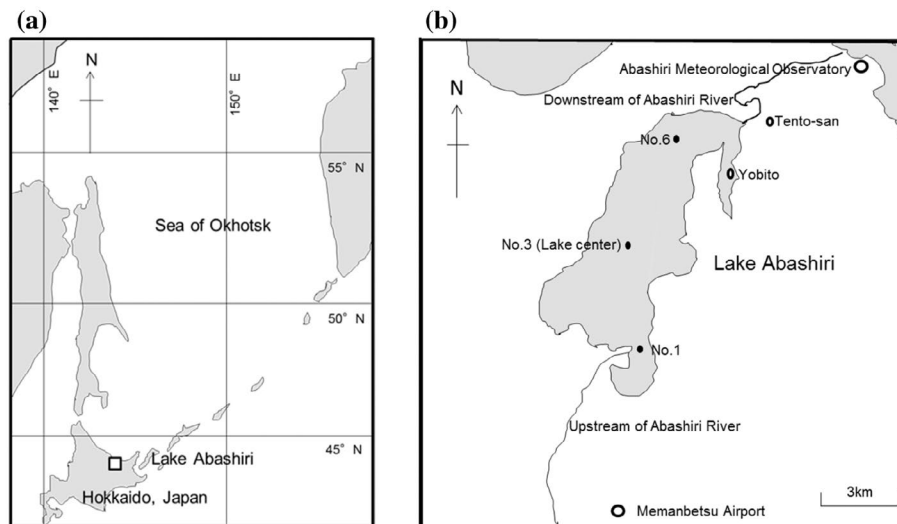 (a)
N
140° E
150° E
55° N
Sea of Okhotsk
50° N
45° N
Lake Abashiri
Hokkaido, Japan
(b)
Abashiri Meteorological Observatory
N
Downstream of Abashiri River
Tento-san
No.6
Yobito
No.3 (Lake center)
Lake Abashiri
No.1
Upstream of Abashiri River
3km
Memanbetsu Airport